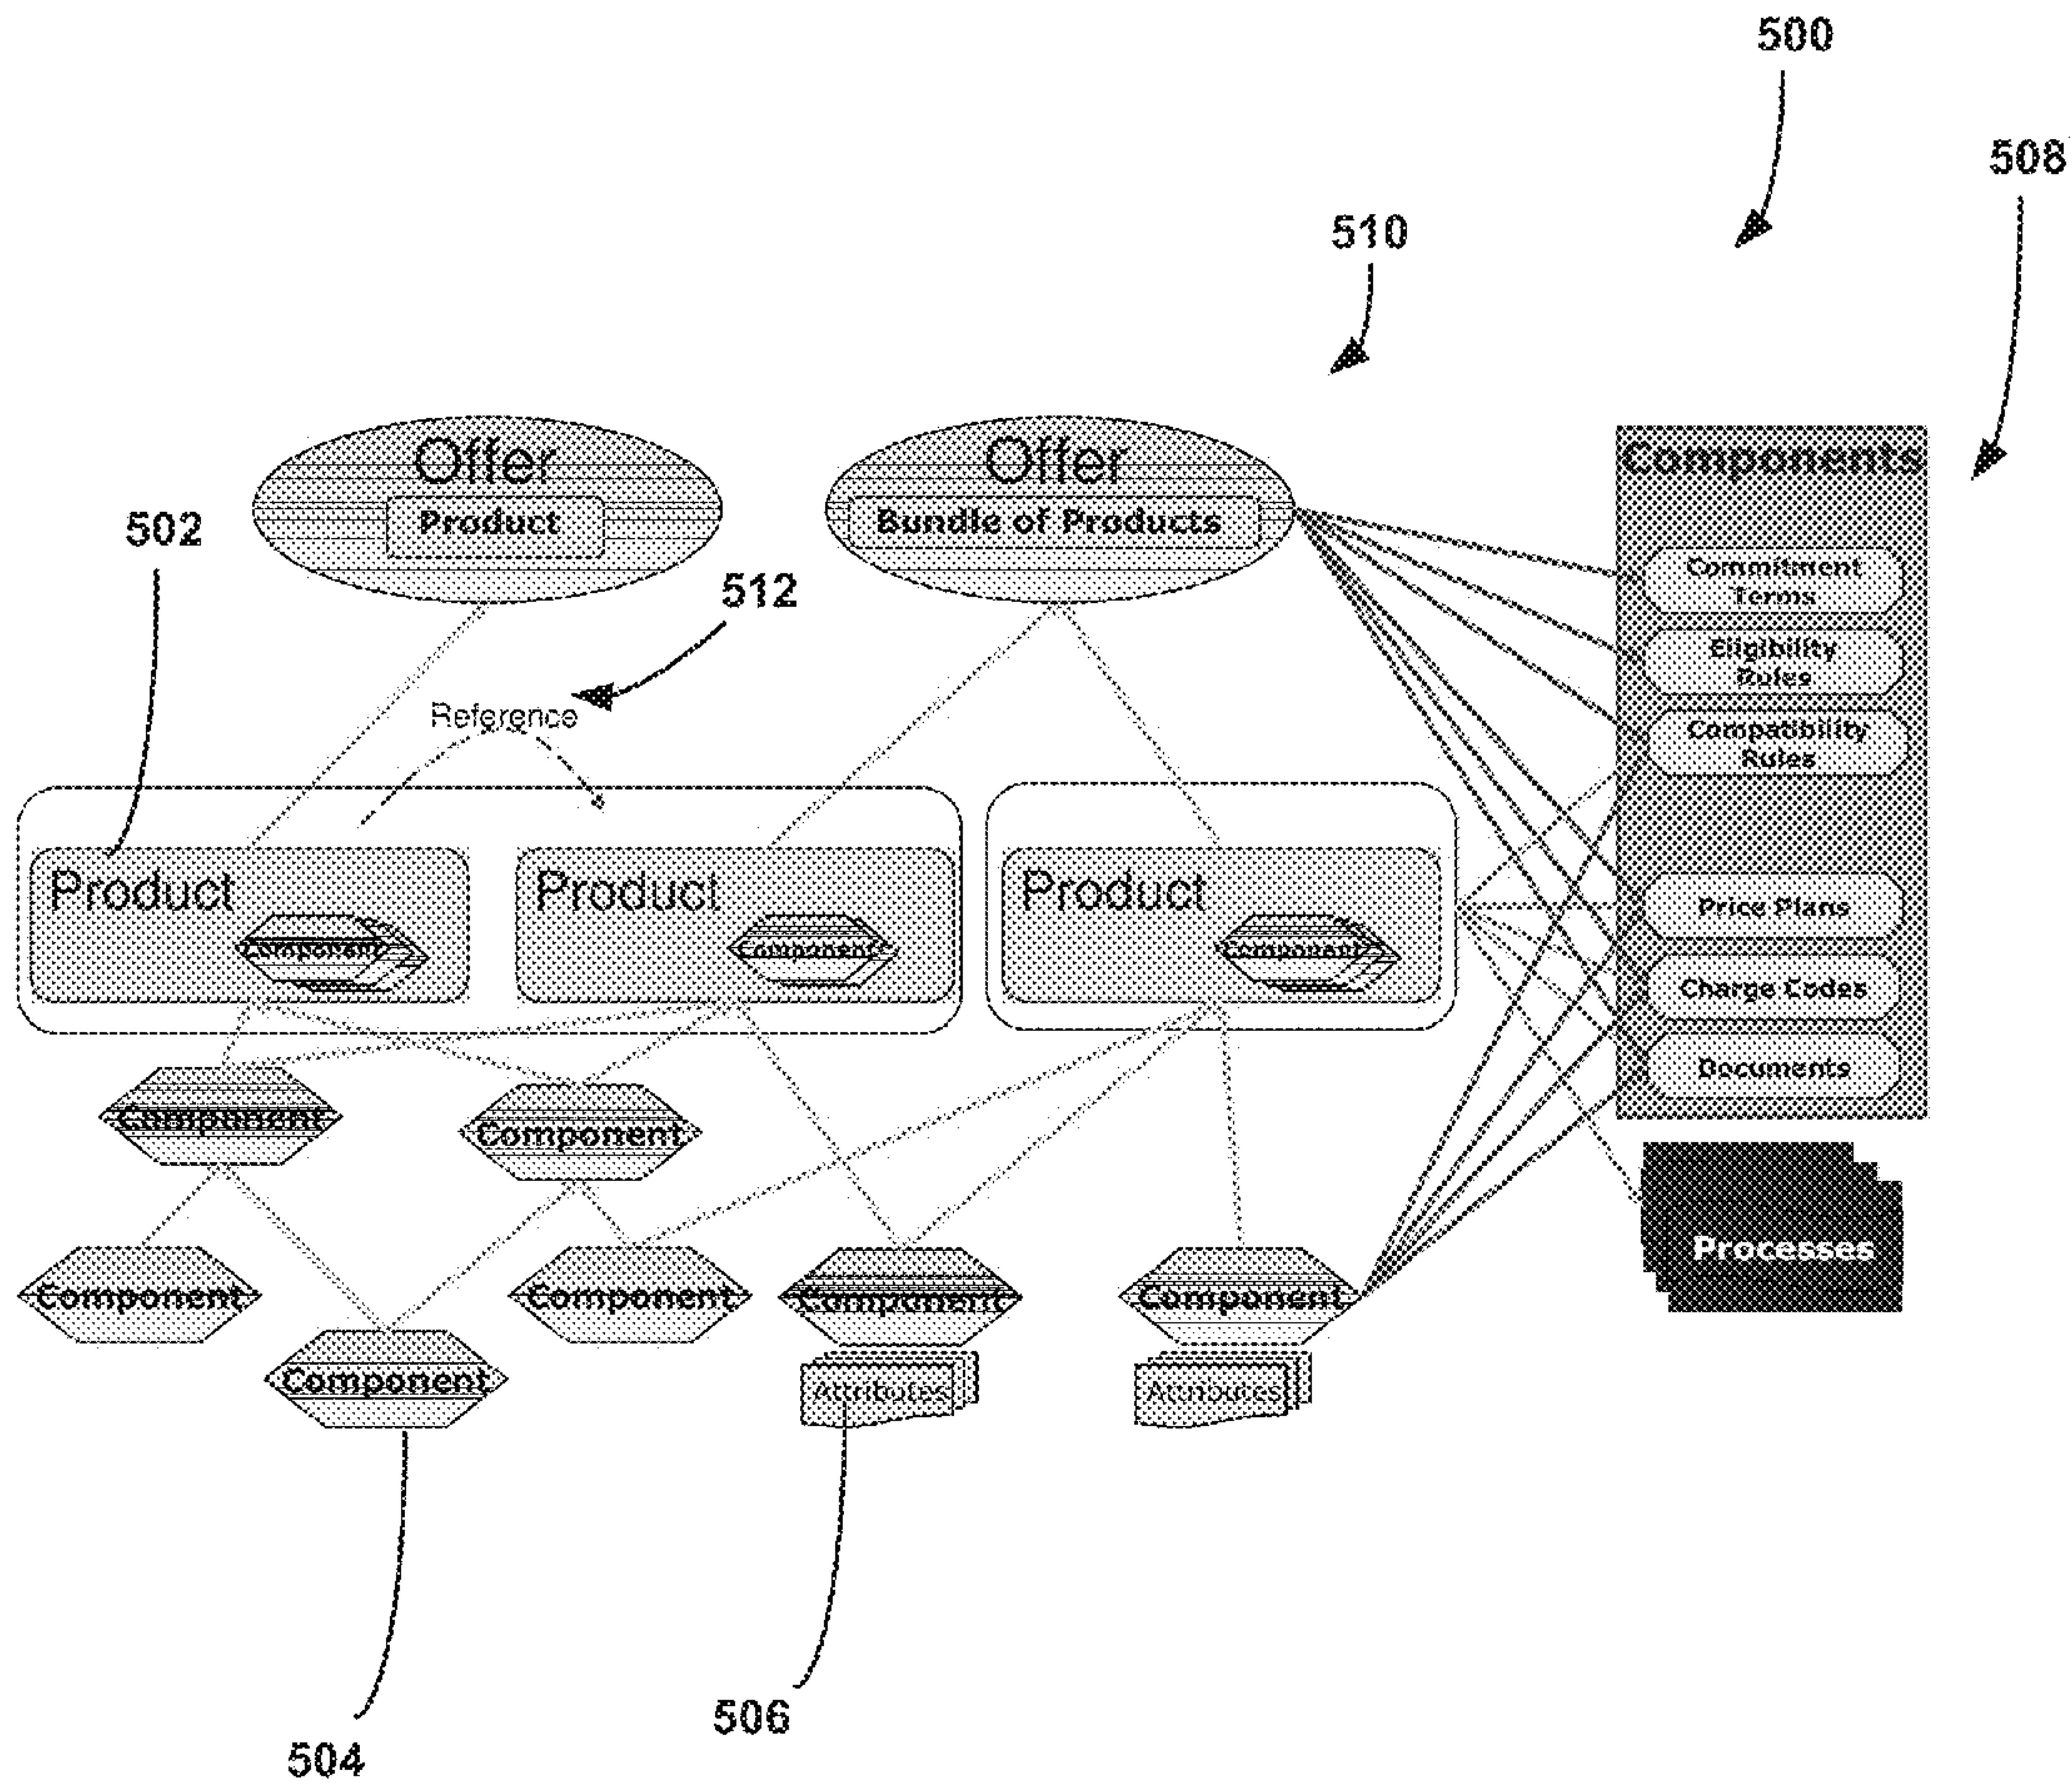 500
508
510
Offer
Product
Offer
Bundle of Products
Components
502
512
Reference
Commitment
Terms
Eligibility
Rules
Compatibility
Rules
Product
Component
Product
Component
Product
Component
Price Plans
Charge Codes
Documents
Component
Component
Processes
Component
Component
Component
Component
Component
Attributes
Attributes
506
504